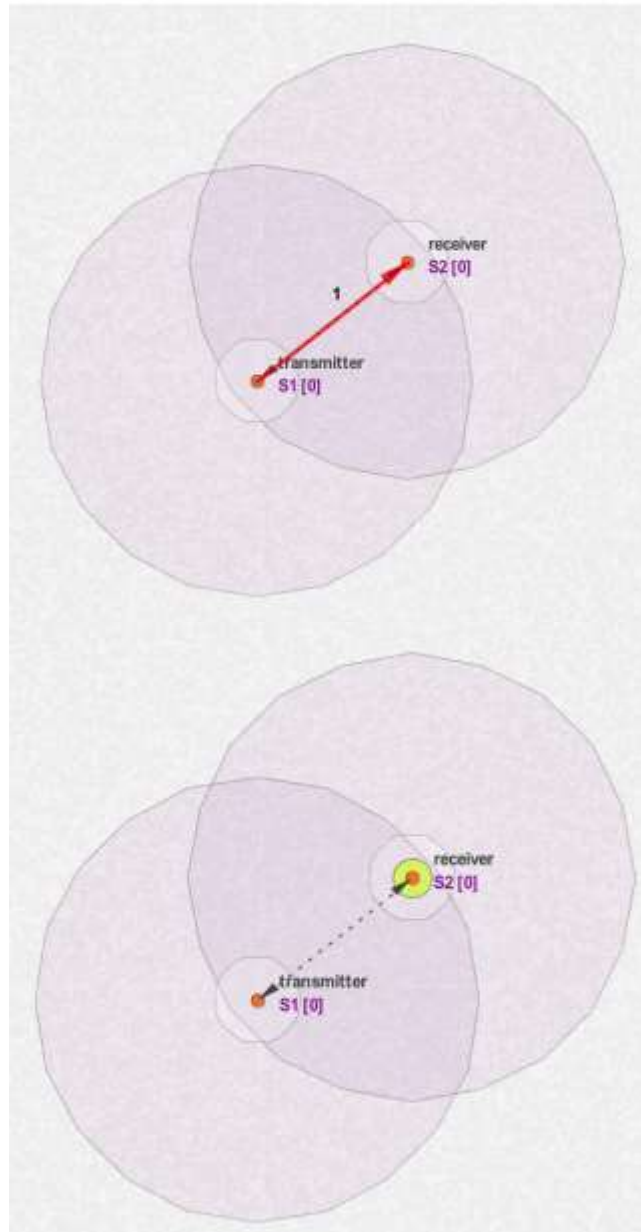 receiver
S2 [0]
1
transmitter
S1 [0]
receiver
S2 [0]
transmitter
S1 [0]